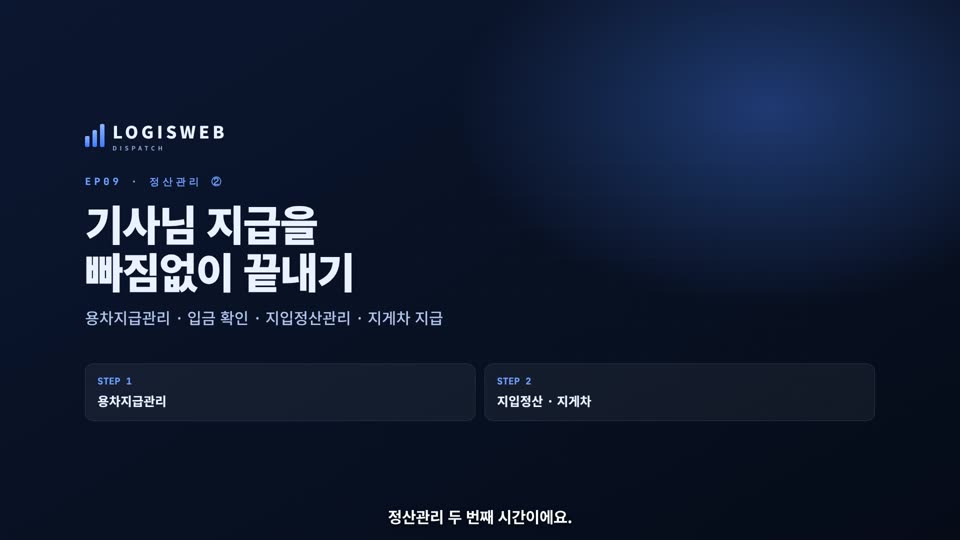 LOGISWEB
DISPATCH
EP09 · 정산관리 ②
기사님 지급을
빠짐없이 끝내기
용차지급관리 · 입금 확인 · 지입정산관리 · 지게차 지급
STEP 1
용차지급관리
STEP 2
지입정산 · 지게차
정산관리 두 번째 시간이에요.